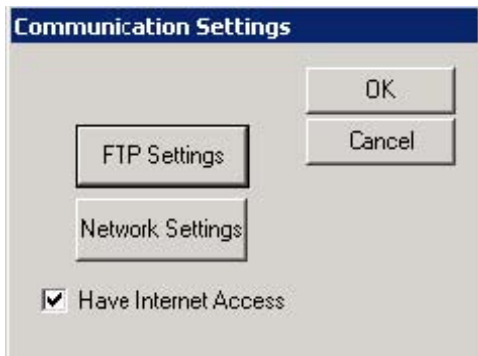 Communication Settings
OK
Cancel
FTP Settings
Network Settings
Have Internet Access